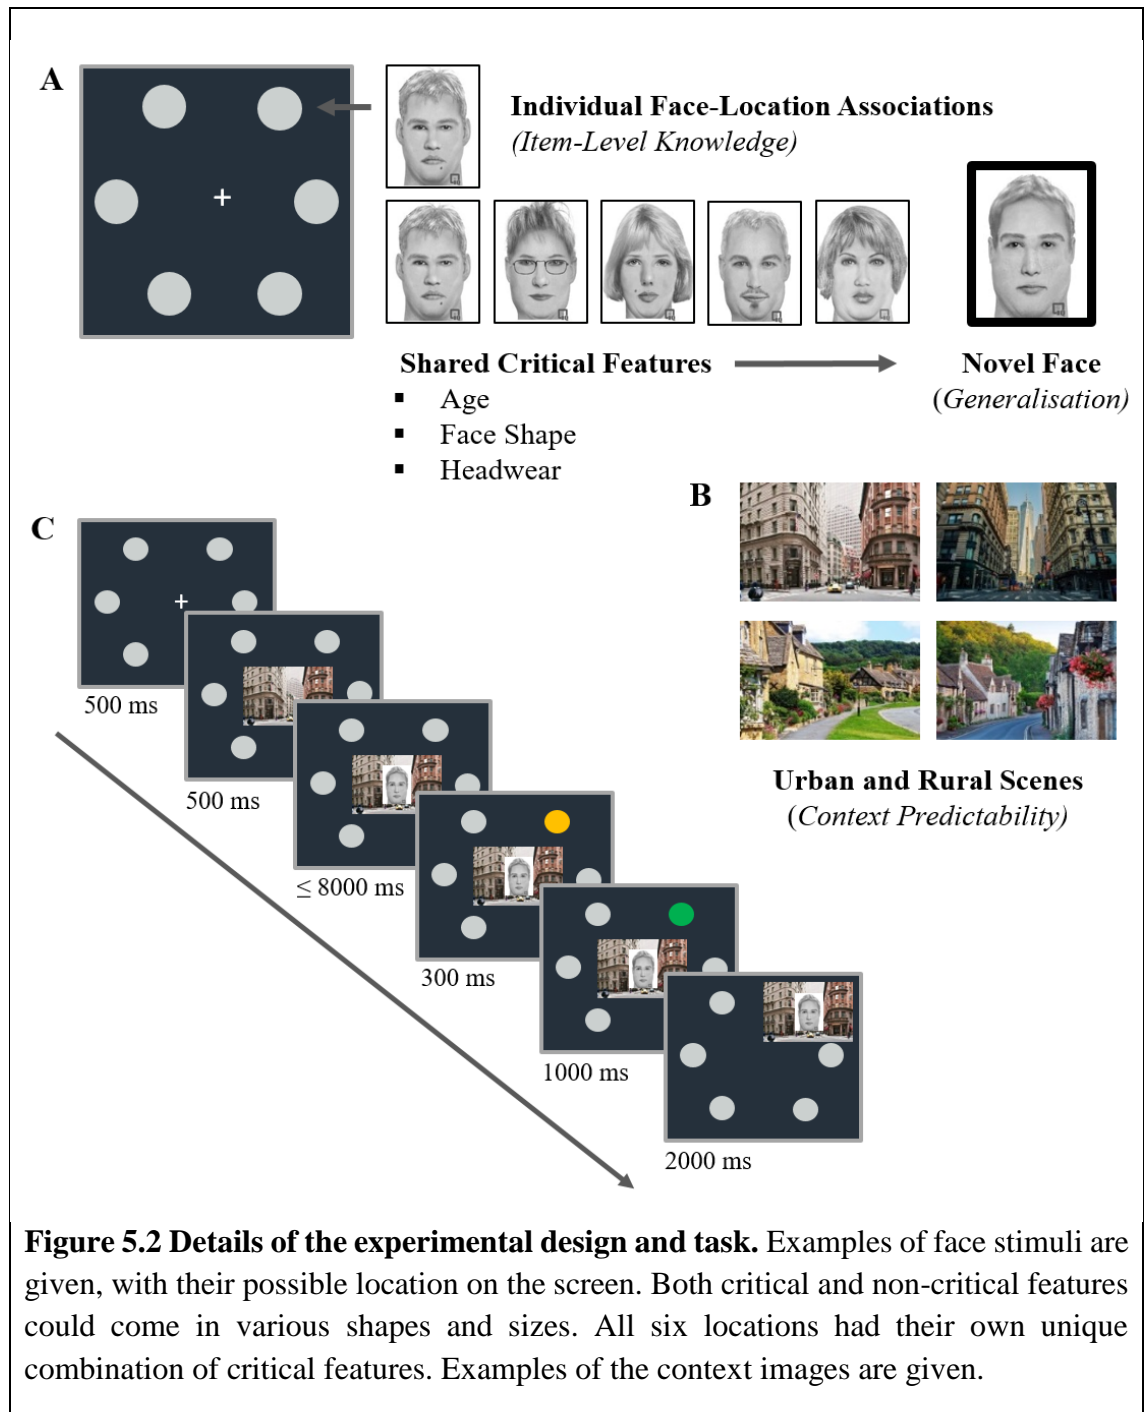 A
Individual Face-Location Associations
(Item-Level Knowledge)
Shared Critical Features
▪ Age
▪ Face Shape
▪ Headwear
Novel Face
(Generalisation)
B
Urban and Rural Scenes
(Context Predictability)
C
500 ms
500 ms
≤ 8000 ms
300 ms
1000 ms
2000 ms
Figure 5.2 Details of the experimental design and task. Examples of face stimuli are
given, with their possible location on the screen. Both critical and non-critical features
could come in various shapes and sizes. All six locations had their own unique
combination of critical features. Examples of the context images are given.